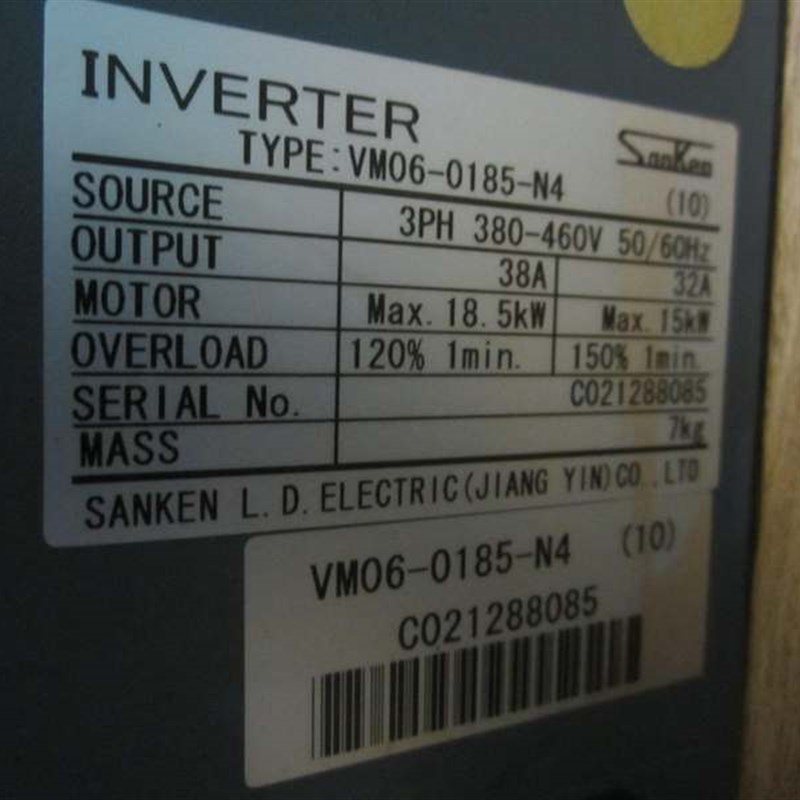 INVERTER
TYPE:VM06-0185-N4
SanKen
(10)
SOURCE 3PH 380-460V 50/60Hz
OUTPUT 38A 32A
MOTOR Max. 18.5kW Max. 15kW
OVERLOAD 120% 1min. 150% 1min.
SERIAL No. C021288085
MASS 7kg
SANKEN L.D.ELECTRIC(JIANG YIN)CO.,LTD
VM06-0185-N4 (10)
C021288085